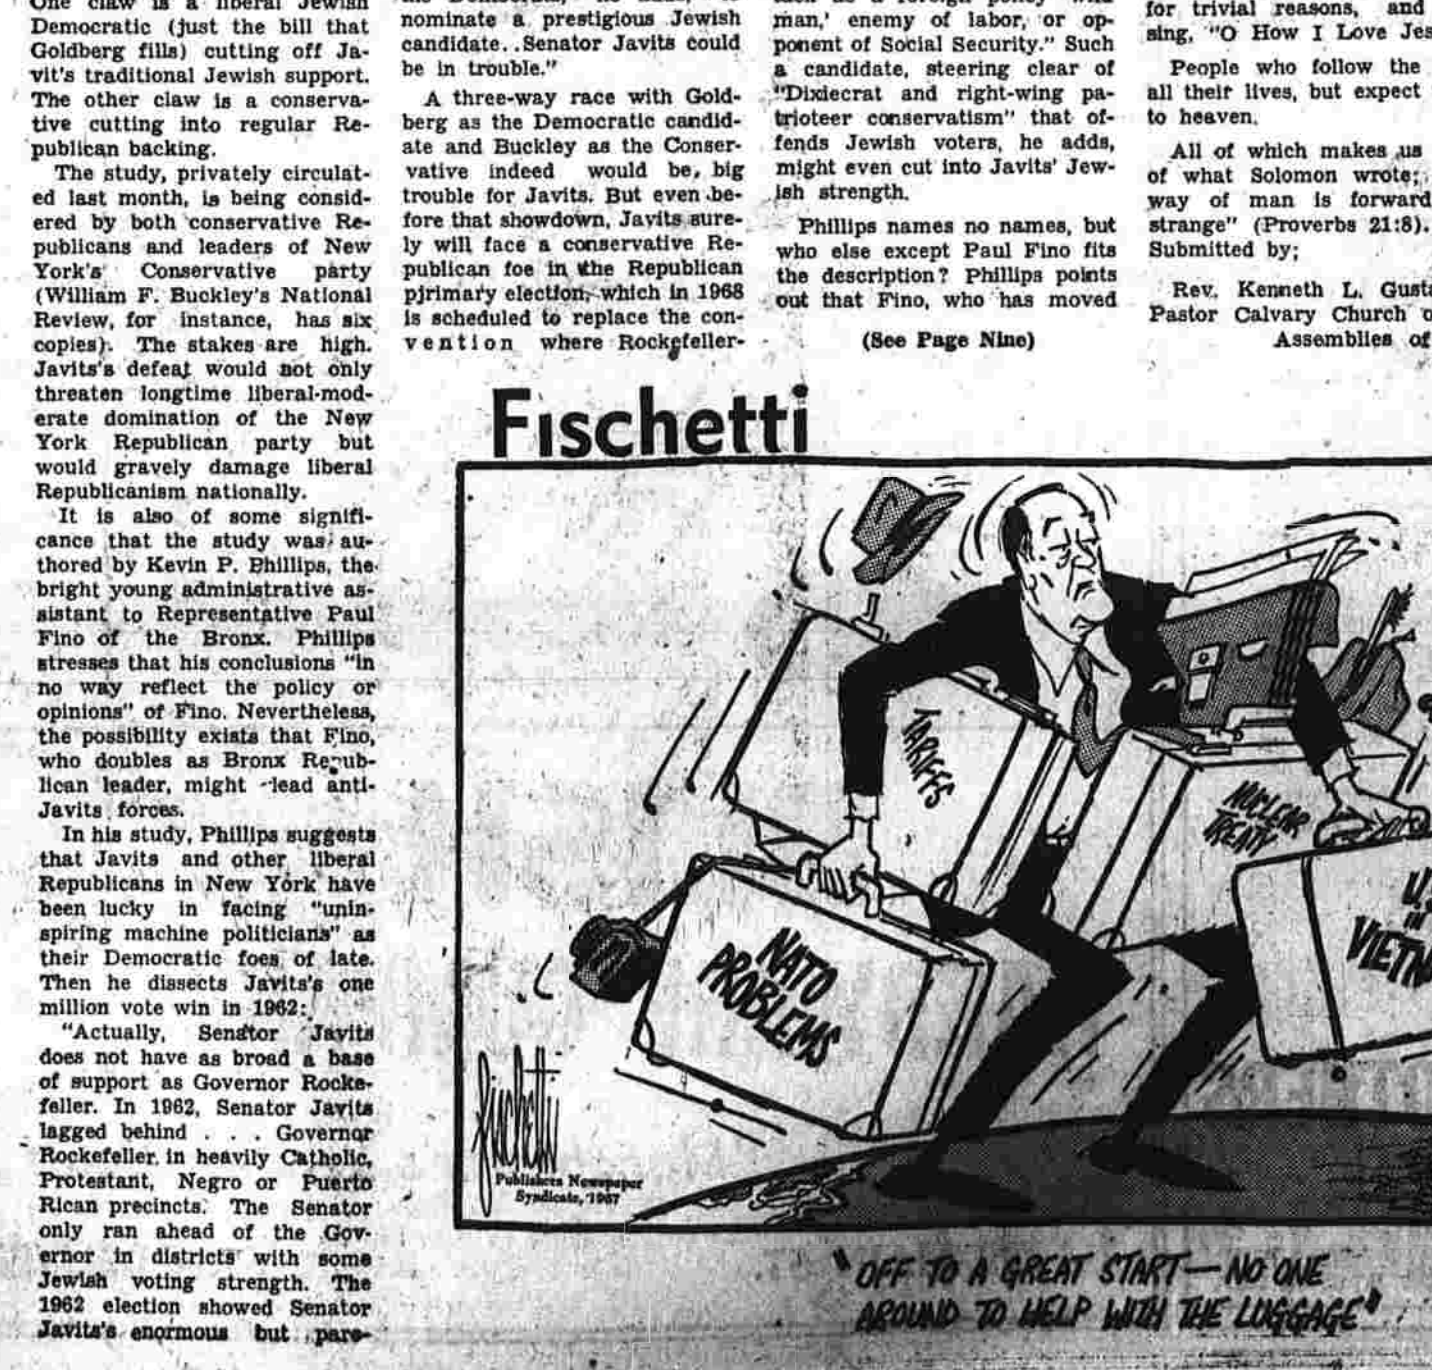 One claw is a liberal Jewish
Democratic (just the bill that
Goldberg fills) cutting off Ja-
vit's traditional Jewish support.
The other claw is a conserva-
tive cutting into regular Re-
publican backing.
The study, privately circulat-
ed last month, is being consid-
ered by both conservative Re-
publicans and leaders of New
York's Conservative party
(William F. Buckley's National
Review, for instance, has six
copies). The stakes are high.
Javits's defeat would not only
threaten longtime liberal-mod-
erate domination of the New
York Republican party but
would gravely damage liberal
Republicanism nationally.
It is also of some signifi-
cance that the study was au-
thored by Kevin P. Phillips, the
bright young administrative as-
sistant to Representative Paul
Fino of the Bronx. Phillips
stresses that his conclusions "in
no way reflect the policy or
opinions" of Fino. Nevertheless,
the possibility exists that Fino,
who doubles as Bronx Repub-
lican leader, might lead anti-
Javits forces.
In his study, Phillips suggests
that Javits and other liberal
Republicans in New York have
been lucky in facing "unin-
spiring machine politicians" as
their Democratic foes of late.
Then he dissects Javits's one
million vote win in 1962:
"Actually, Senator Javits
does not have as broad a base
of support as Governor Rocke-
feller. In 1962, Senator Javits
lagged behind . . . Governor
Rockefeller in heavily Catholic,
Protestant, Negro or Puerto
Rican precincts. The Senator
only ran ahead of the Gov-
ernor in districts with some
Jewish voting strength. The
1962 election showed Senator
Javits's enormous but pare-
nominate a prestigious Jewish
candidate. .Senator Javits could
be in trouble."
A three-way race with Gold-
berg as the Democratic candid-
ate and Buckley as the Conser-
vative indeed would be big
trouble for Javits. But even be-
fore that showdown, Javits sure-
ly will face a conservative Re-
publican foe in the Republican
pjrimary election, which in 1968
is scheduled to replace the con-
vention where Rockefeller-
man,' enemy of labor, or op-
ponent of Social Security." Such
a candidate, steering clear of
"Dixiecrat and right-wing pa-
trioteer conservatism" that of-
fends Jewish voters, he adds,
might even cut into Javits' Jew-
ish strength.
Phillips names no names, but
who else except Paul Fino fits
the description? Phillips points
out that Fino, who has moved
(See Page Nine)
for trivial reasons, and
sing, "O How I Love Jes
People who follow the
all their lives, but expect
to heaven.
All of which makes us
of what Solomon wrote;
way of man is forward
strange" (Proverbs 21:8).
Submitted by;
Rev. Kenneth L. Gusta
Pastor Calvary Church o
Assemblies of
Fischetti
TARIFFS
NUCLEAR
TREATY
U.S.
in
VIETN
NATO
PROBLEMS
Fischetti
Publishers Newspaper
Syndicate, 1967
"OFF TO A GREAT START — NO ONE
AROUND TO HELP WITH THE LUGGAGE"